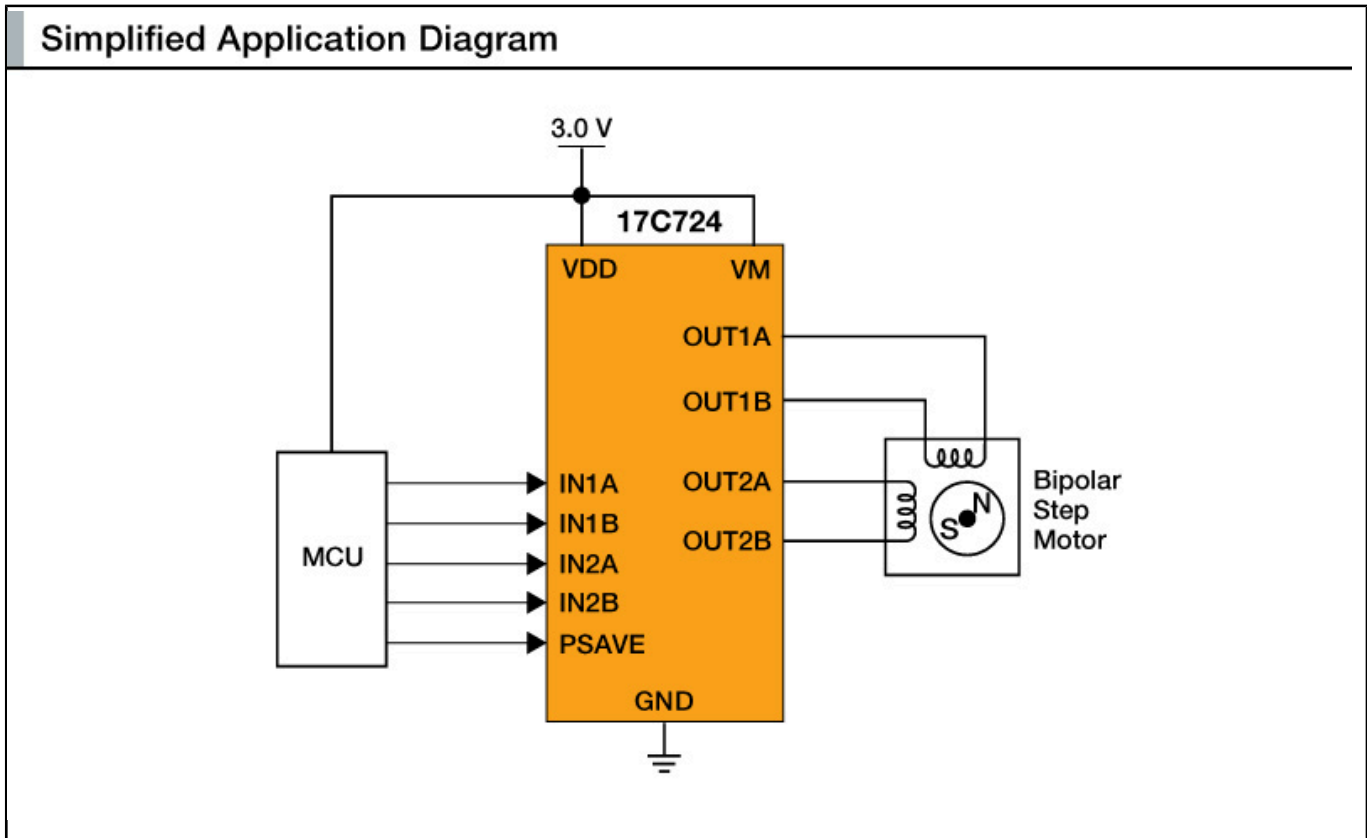 Simplified Application Diagram
3.0 V
17C724
VDD
VM
OUT1A
OUT1B
OUT2A
OUT2B
IN1A
IN1B
IN2A
IN2B
PSAVE
GND
MCU
S
N
Bipolar
Step
Motor